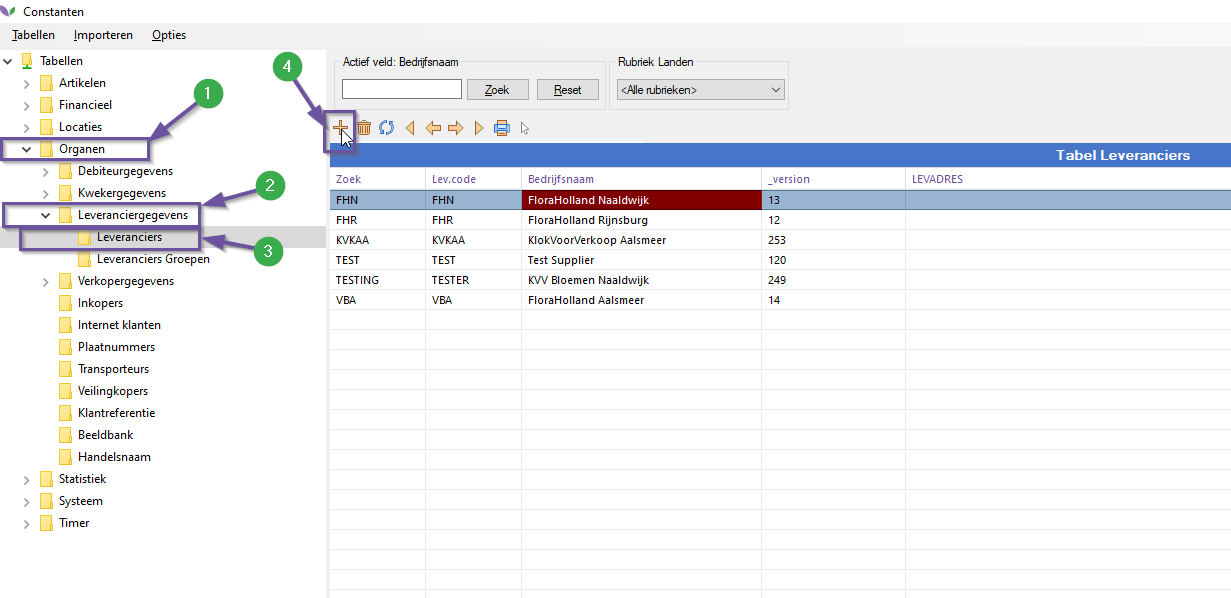 Constanten
Tabellen Importeren Opties
Tabellen
Artikelen
Financieel
Locaties
Organen
Debiteurgegevens
Kwekergegevens
Leveranciergegevens
Leveranciers
Leveranciers Groepen
Verkopergegevens
Inkopers
Internet klanten
Plaatnummers
Transporteurs
Veilingkopers
Klantreferentie
Beeldbank
Handelsnaam
Statistiek
Systeem
Timer
1
2
3
4
Actief veld: Bedrijfsnaam
Zoek Reset
Rubriek Landen
<Alle rubrieken>
Tabel Leveranciers
Zoek Lev.code Bedrijfsnaam _version LEVADRES
FHN FHN FloraHolland Naaldwijk 13
FHR FHR FloraHolland Rijnsburg 12
KVKAA KVKAA KlokVoorVerkoop Aalsmeer 253
TEST TEST Test Supplier 120
TESTING TESTER KVV Bloemen Naaldwijk 249
VBA VBA FloraHolland Aalsmeer 14